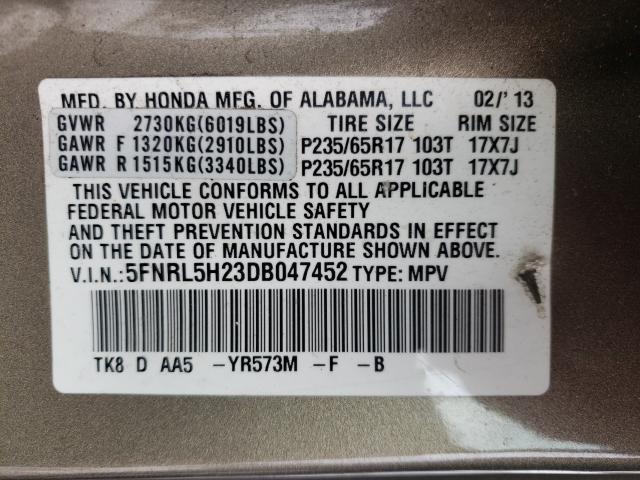 MFD. BY HONDA MFG. OF ALABAMA, LLC 02/' 13
GVWR 2730KG(6019LBS) TIRE SIZE RIM SIZE
GAWR F 1320KG(2910LBS) P235/65R17 103T 17X7J
GAWR R 1515KG(3340LBS) P235/65R17 103T 17X7J
THIS VEHICLE CONFORMS TO ALL APPLICABLE
FEDERAL MOTOR VEHICLE SAFETY
AND THEFT PREVENTION STANDARDS IN EFFECT
ON THE DATE OF MANUFACTURE SHOWN ABOVE.
V.I.N.: 5FNRL5H23DB047452 TYPE: MPV
TK8 D AA5 -YR573M -F -B